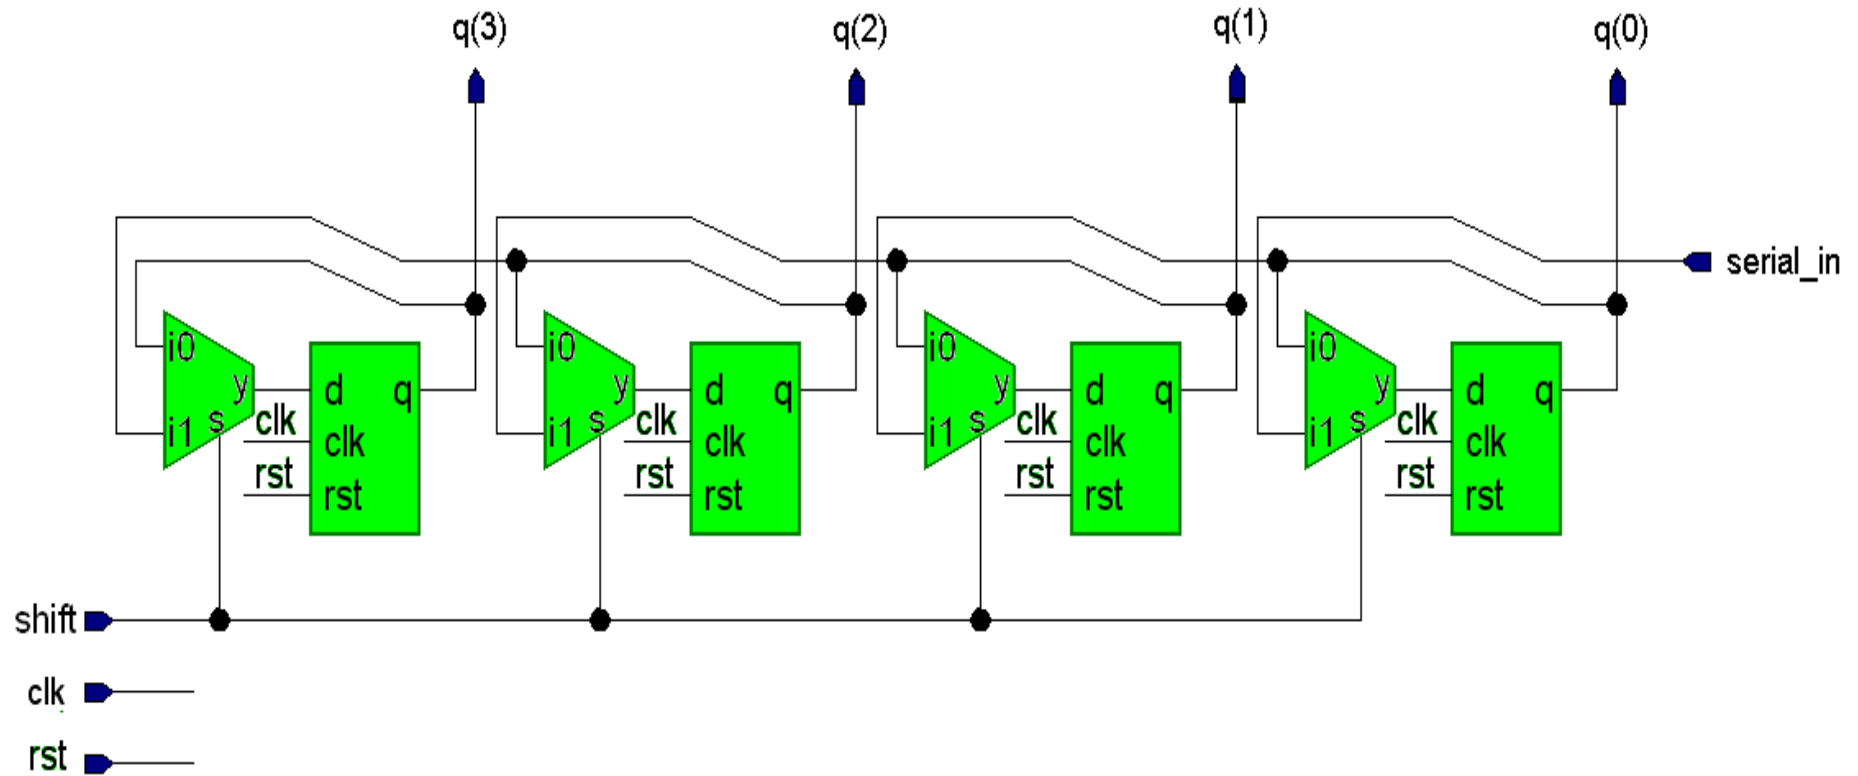 q(3)
q(2)
q(1)
q(0)
serial_in
i0
i1
s
y
clk
rst
d
q
clk
rst
i0
i1
s
y
clk
rst
d
q
clk
rst
i0
i1
s
y
clk
rst
d
q
clk
rst
i0
i1
s
y
clk
rst
d
q
clk
rst
shift
clk
rst